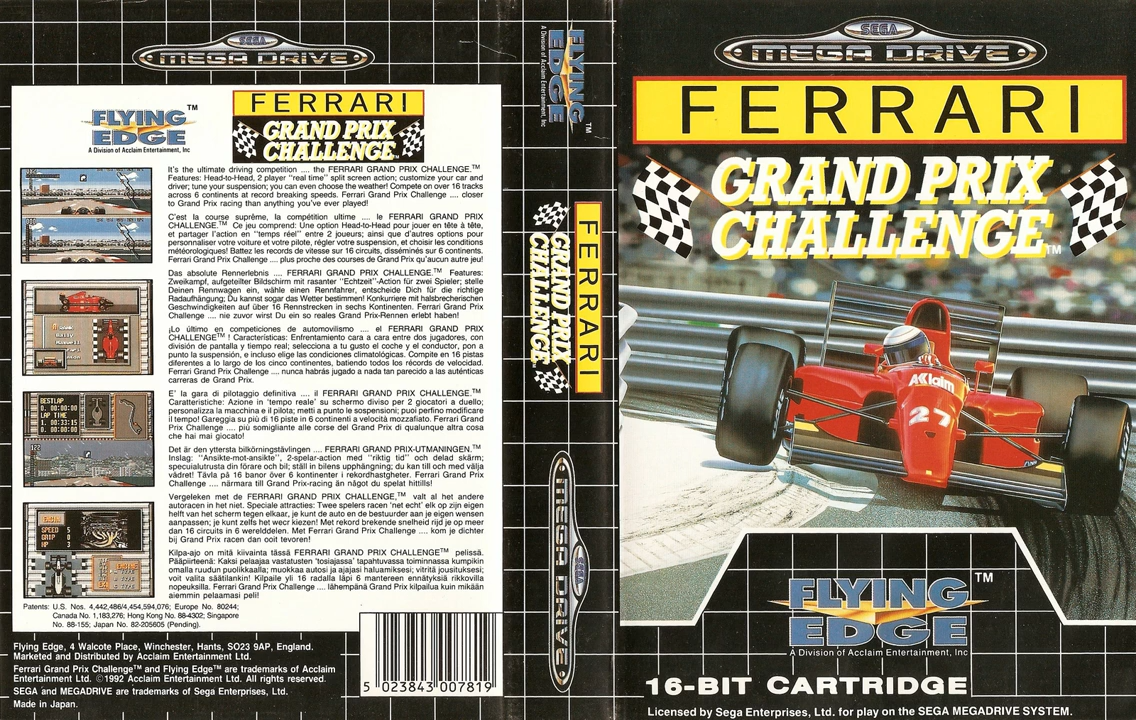 SEGA
MEGA DRIVE
FLYING
EDGE
TM
A Division of Acclaim Entertainment, Inc
FERRARI
GRAND PRIX
CHALLENGE
TM
It's the ultimate driving competition .... the FERRARI GRAND PRIX CHALLENGE.™
Features: Head-to-Head, 2 player "real time" split screen action; customize your car and
driver; tune your suspension; you can even choose the weather! Compete on over 16 tracks
across 6 continents at record breaking speeds. Ferrari Grand Prix Challenge .... closer
to Grand Prix racing than anything you've ever played!
C'est la course suprême, la compétition ultime .... le FERRARI GRAND PRIX
CHALLENGE.™ Ce jeu comprend: Une option Head-to-Head pour jouer en tête à tête,
et partager l'action en "temps réel" entre 2 joueurs; ainsi que d'autres options pour
personnaliser votre voiture et votre pilote, régler votre suspension, et choisir les conditions
météorologiques! Battez les records de vitesse sur 16 circuits, disséminés sur 6 continents.
Ferrari Grand Prix Challenge .... plus proche des courses de Grand Prix qu'aucun autre jeu!
Das absolute Rennerlebnis .... FERRARI GRAND PRIX CHALLENGE.™ Features:
Zweikampf, aufgeteilter Bildschirm mit rasanter "Echtzeit"-Action für zwei Spieler; stelle
Deinen Rennwagen ein, wähle einen Rennfahrer, entscheide Dich für die richtige
Radaufhängung; Du kannst sogar das Wetter bestimmen! Konkurriere mit halsbrecherischen
Geschwindigkeiten auf über 16 Rennstrecken in sechs Kontinenten. Ferrari Grand Prix
Challenge .... nie zuvor wirst Du ein so reales Grand Prix-Rennen erlebt haben!
¡Lo último en competiciones de automovilismo .... el FERRARI GRAND PRIX
CHALLENGE™ ! Características: Enfrentamiento cara a cara entre dos jugadores, con
división de pantalla y tiempo real; selecciona a tu gusto el coche y el conductor, pon a
punto la suspensión, e incluso elige las condiciones climatológicas. Compite en 16 pistas
diferentes a lo largo de los cinco continentes, batiendo todos los récords de velocidad.
Ferrari Grand Prix Challenge .... nunca habrás jugado a nada tan parecido a las auténticas
carreras de Grand Prix.
E' la gara di pilotaggio definitiva .... il FERRARI GRAND PRIX CHALLENGE.™
Caratteristiche: Azione in 'tempo reale' su schermo diviso per 2 giocatori a duello;
personalizza la macchina e il pilota; metti a punto le suspensioni; puoi perfino modificare
il tempo! Gareggia su più di 16 piste in 6 continenti a velocità mozzafiato. Ferrari Grand
Prix Challenge .... più somigliante alle corse del Grand Prix di qualunque altra cosa
che hai mai giocato!
Det är den ytterstа bilkörningstävlingen .... FERRARI GRAND PRIX-UTMANINGEN.™
Inslag: "Ansikte-mot-ansikte", 2-spelar-action med "riktig tid" och delad skärm;
specuialutrusta din förare och bil; ställ in bilens upphängning; du kan till och med välja
vädret! Tävla på 16 banor över 6 kontinenter i rekordhastigheter. Ferrari Grand Prix
Challenge .... närmara till Grand Prix-racing än något du spelat hittills!
Vergeleken met de FERRARI GRAND PRIX CHALLENGE,™ valt al het andere
autoracen in het niet. Speciale attracties: Twee spelers racen 'net echt' elk op zijn eigen
helft van het scherm tegen elkaar, je kunt de auto en de bestuurder aan je eigen wensen
aanpassen; je kunt zelfs het wecr kiezen! Met rekord brekende snelheid rijd je op meer
dan 16 circuits in 6 werelddelen. Met Ferrari Grand Prix Challenge .... kom je dichter
bij Grand Prix racen dan ooit tevoren!
Kilpa-ajo on mitä kiivainta tässä FERRARI GRAND PRIX CHALLENGE™ pelissä.
Pääpiirteenä: Kaksi pelaajaa vastatusten 'tosiajassa' tapahtuvassa toiminnassa kumpikin
omalla ruudun puolikkaalla; muokkaa autosi ja ajajasi haluamiksesi; vitritä jousituksesi;
voit valita säätilankin! Kilpaile yli 16 radalla läpi 6 mantereen ennätyksiä rikkovilla
nopeuksilla. Ferrari Grand Prix Challenge .... lähempänä Grand Prix kilpailua kuin mikään
aiemmin pelaamasi peli!
BESTLAP
0. 00:00:00
LAP TIME
1. 00:33:15
0. 00:00:00
122
ENGINE
SPEED 5
GRIP 0
HP 3
Patents: U.S. Nos. 4,442,486/4,454,594,076; Europe No. 80244;
Canada No. 1,183,276; Hong Kong No. 88-4302; Singapore
No. 88-155; Japan No. 82-205605 (Pending).
Flying Edge, 4 Walcote Place, Winchester, Hants, SO23 9AP, England.
Marketed and Distributed by Acclaim Entertainment Ltd.
Ferrari Grand Prix Challenge™ and Flying Edge™ are trademarks of Acclaim
Entertainment Ltd. ©1992 Acclaim Entertainment Ltd. All rights reserved.
SEGA and MEGADRIVE are trademarks of Sega Enterprises, Ltd.
Made in Japan.
5 023843 007819
FLYING
EDGE
TM
A Division of Acclaim Entertainment, Inc
FERRARI
GRAND PRIX
CHALLENGE
SEGA
MEGA DRIVE
SEGA
MEGA DRIVE
FERRARI
GRAND PRIX
CHALLENGE
TM
Acclaim
27
FLYING
EDGE
TM
A Division of Acclaim Entertainment, Inc
16-BIT CARTRIDGE
Licensed by Sega Enterprises, Ltd. for play on the SEGA MEGADRIVE SYSTEM.